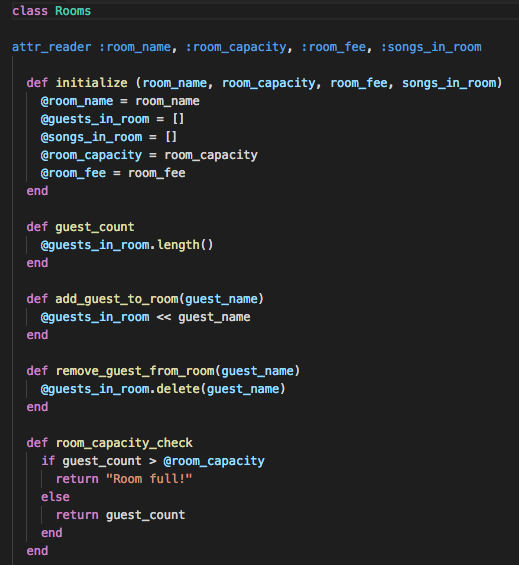 class Rooms
attr_reader :room_name, :room_capacity, :room_fee, :songs_in_room
def initialize (room_name, room_capacity, room_fee, songs_in_room)
@room_name = room_name
@guests_in_room = []
@songs_in_room = []
@room_capacity = room_capacity
@room_fee = room_fee
end
def guest_count
@guests_in_room.length()
end
def add_guest_to_room(guest_name)
@guests_in_room << guest_name
end
def remove_guest_from_room(guest_name)
@guests_in_room.delete(guest_name)
end
def room_capacity_check
if guest_count > @room_capacity
return "Room full!"
else
return guest_count
end
end